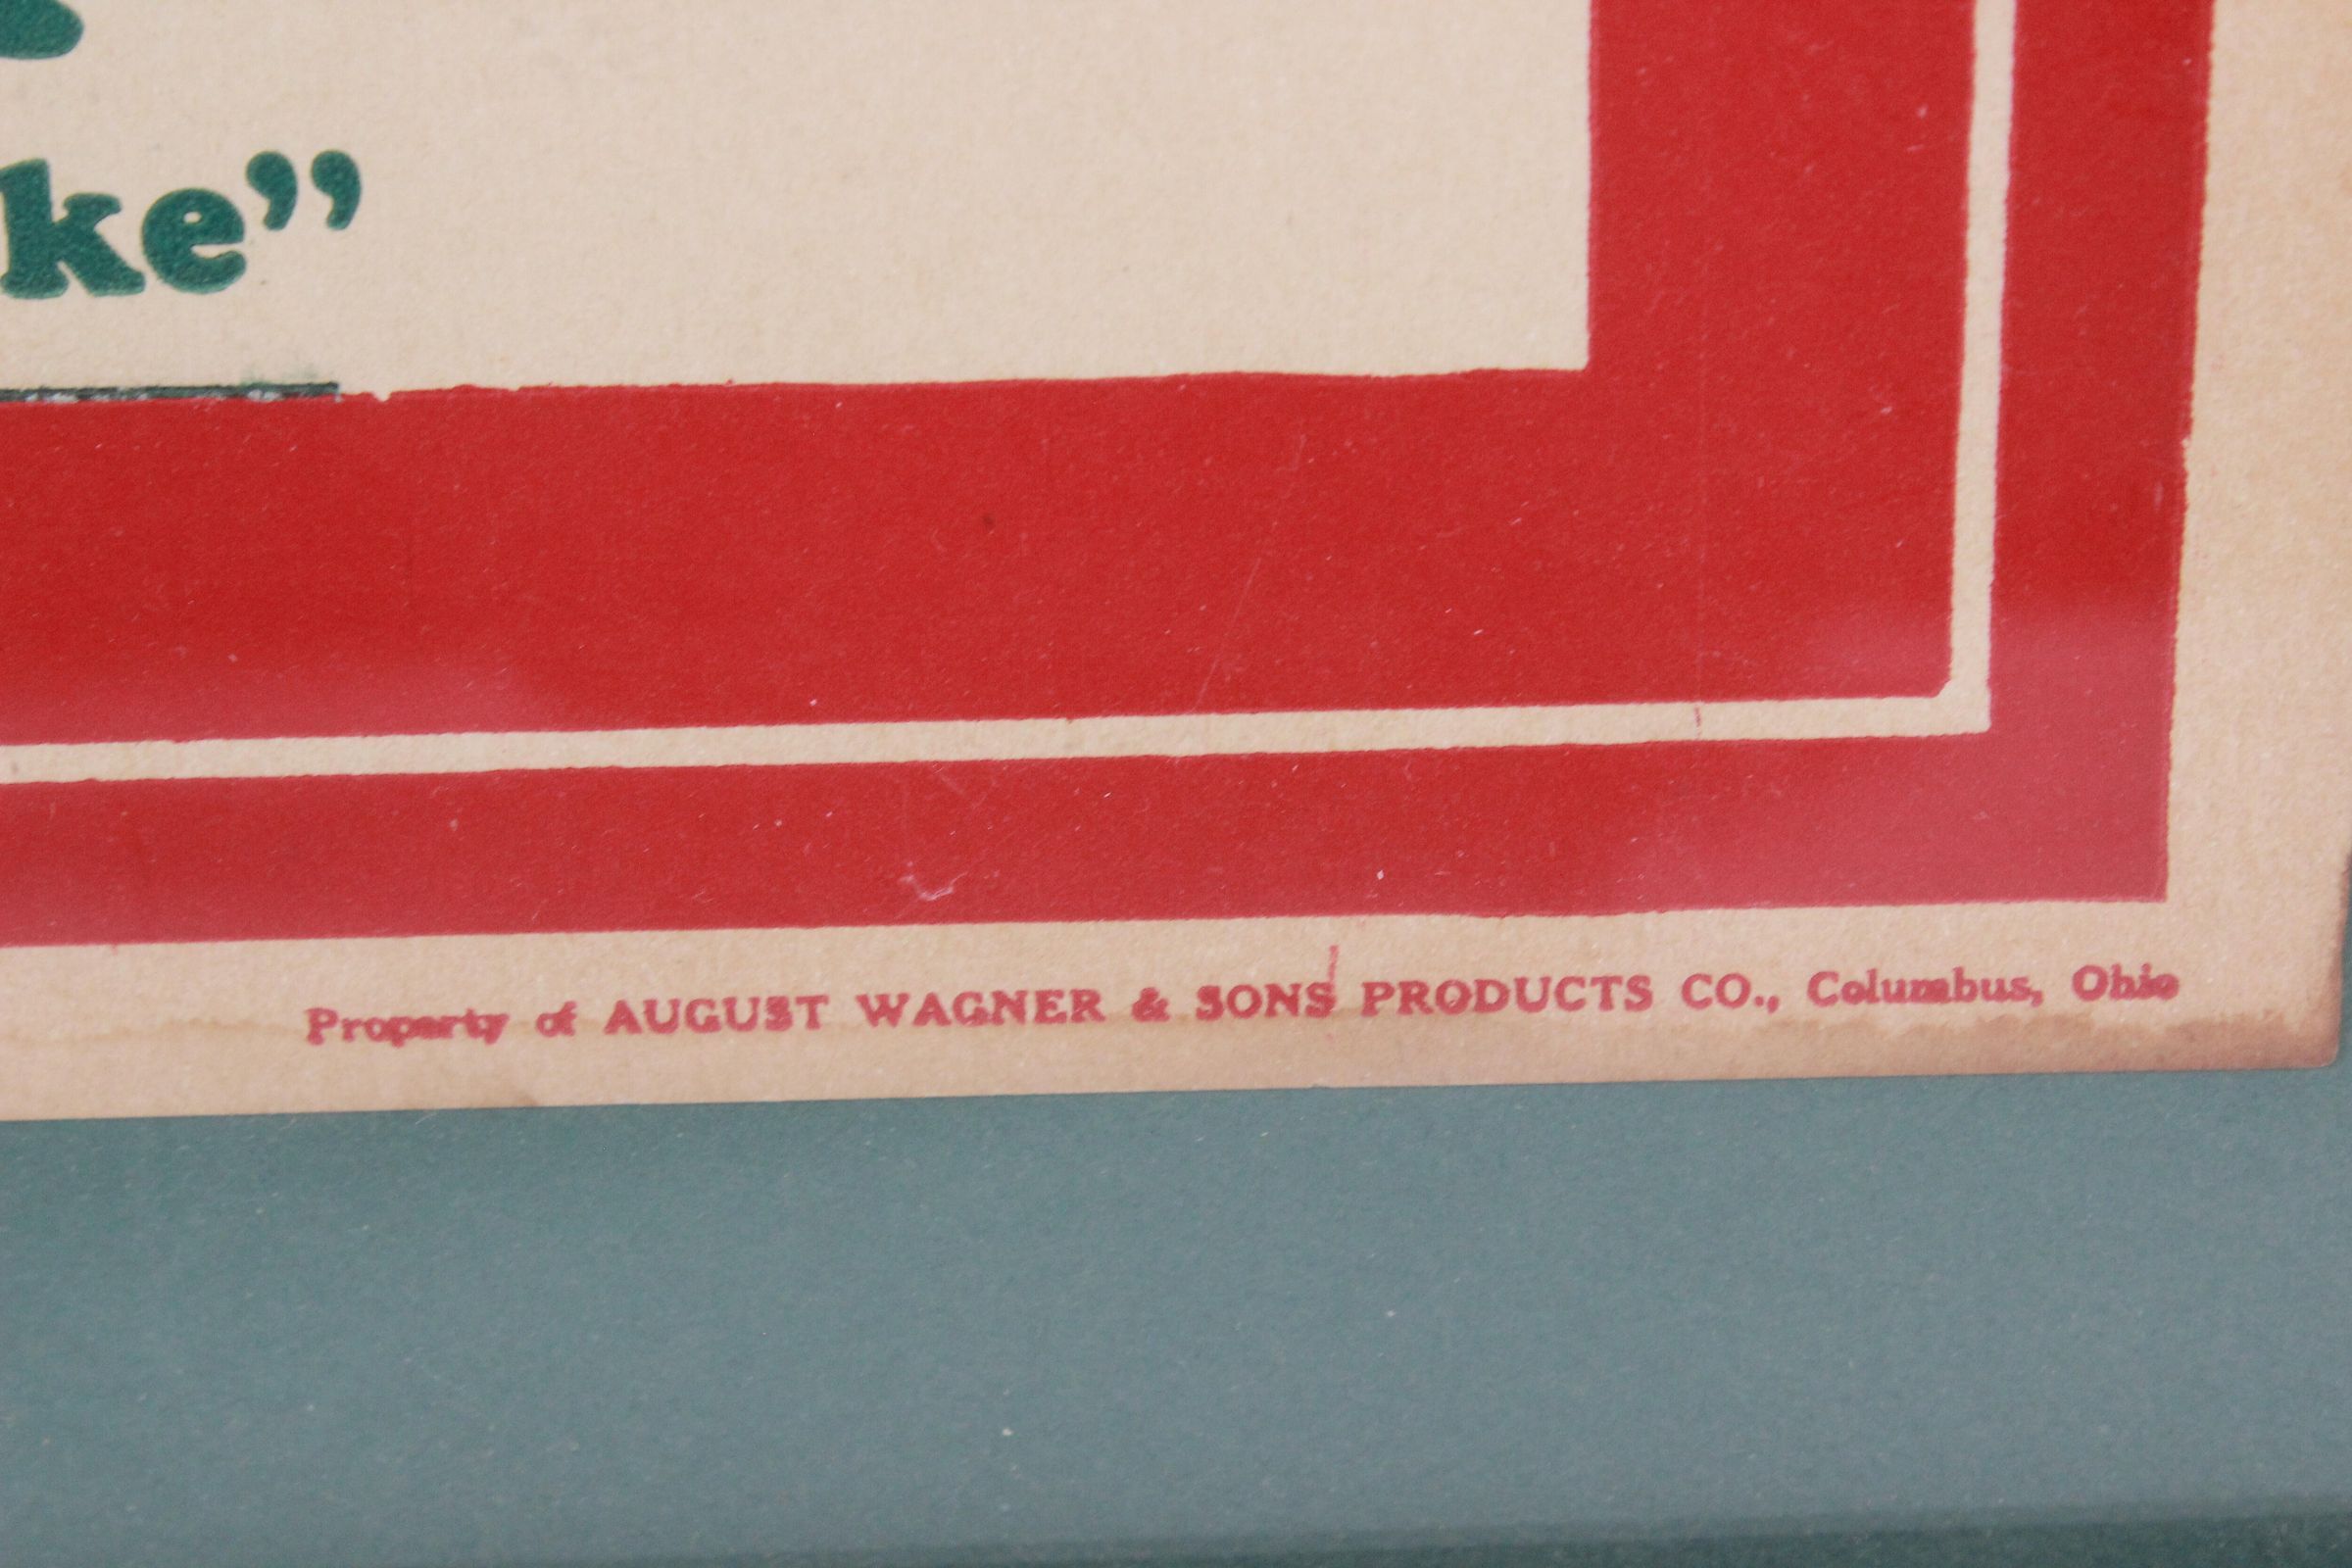 ke”
Property of AUGUST WAGNER & SONS PRODUCTS CO., Columbus, Ohio